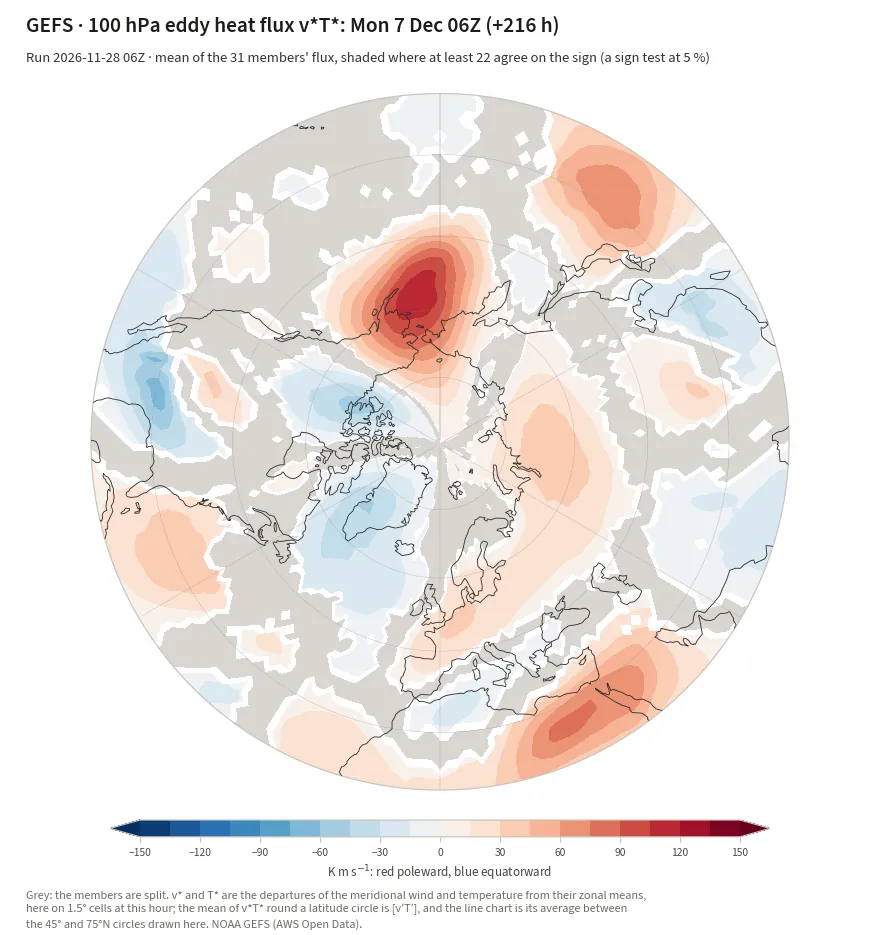 GEFS · 100 hPa eddy heat flux v*T*: Mon 7 Dec 06Z (+216 h)
Run 2026-11-28 06Z · mean of the 31 members' flux, shaded where at least 22 agree on the sign (a sign test at 5 %)
−150 −120 −90 −60 −30 0 30 60 90 120 150
K m s⁻¹: red poleward, blue equatorward
Grey: the members are split. v* and T* are the departures of the meridional wind and temperature from their zonal means,
here on 1.5° cells at this hour; the mean of v*T* round a latitude circle is [v′T′], and the line chart is its average between
the 45° and 75°N circles drawn here. NOAA GEFS (AWS Open Data).